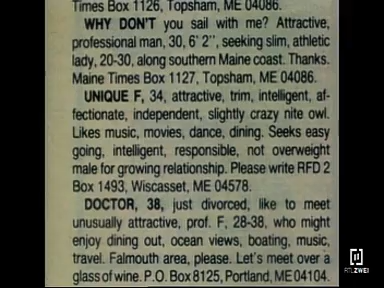 Times Box 1126, Topsham, ME 04086.
WHY DON'T you sail with me? Attractive,
professional man, 30, 6' 2", seeking slim, athletic
lady, 20-30, along southern Maine coast. Thanks.
Maine Times Box 1127, Topsham, ME 04086.
UNIQUE F, 34, attractive, trim, intelligent, af-
fectionate, independent, slightly crazy nite owl.
Likes music, movies, dance, dining. Seeks easy
going, intelligent, responsible, not overweight
male for growing relationship. Please write RFD 2
Box 1493, Wiscasset, ME 04578.
DOCTOR, 38, just divorced, like to meet
unusually attractive, prof. F, 28-38, who might
enjoy dining out, ocean views, boating, music,
travel. Falmouth area, please. Let's meet over a
glass of wine. P.O. Box 8125, Portland, ME 04104.
RTLZWEI